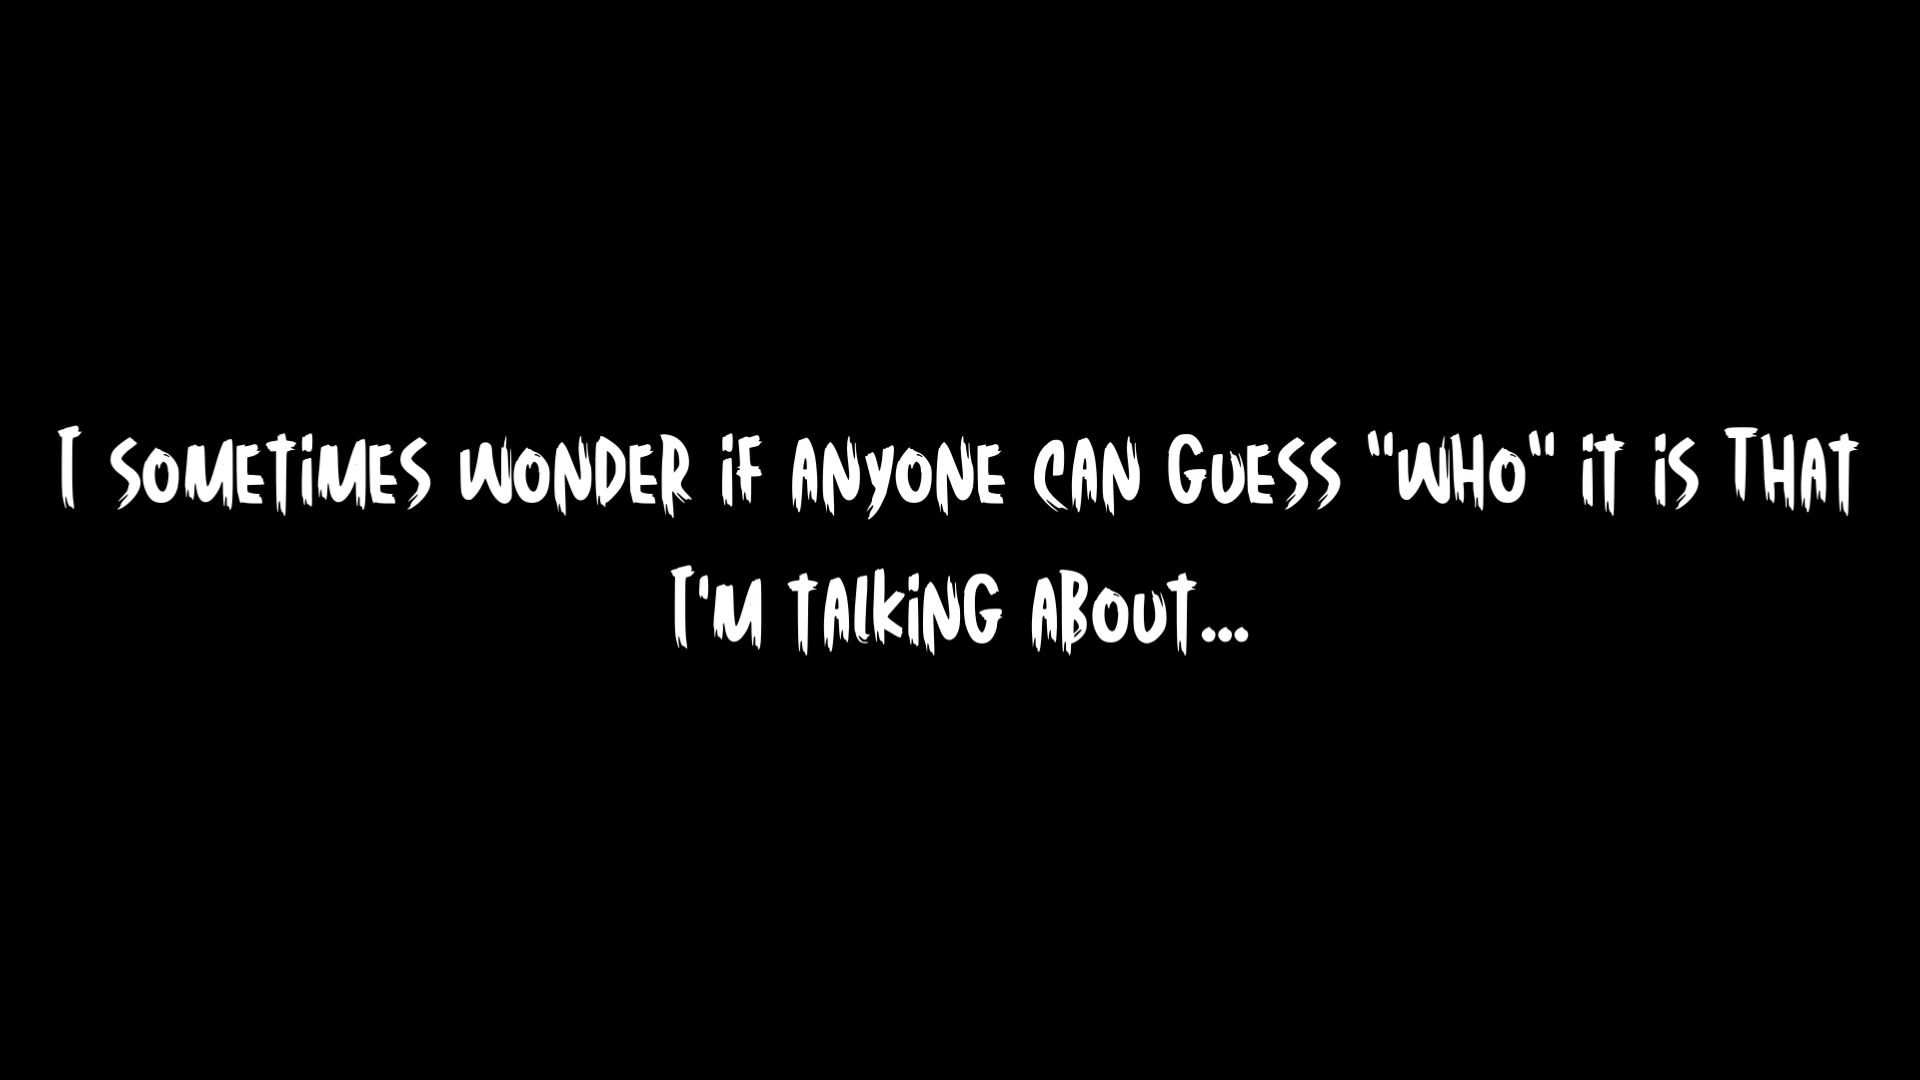 I sometimes wonder if anyone can guess "who" it is that
I'm talking about...